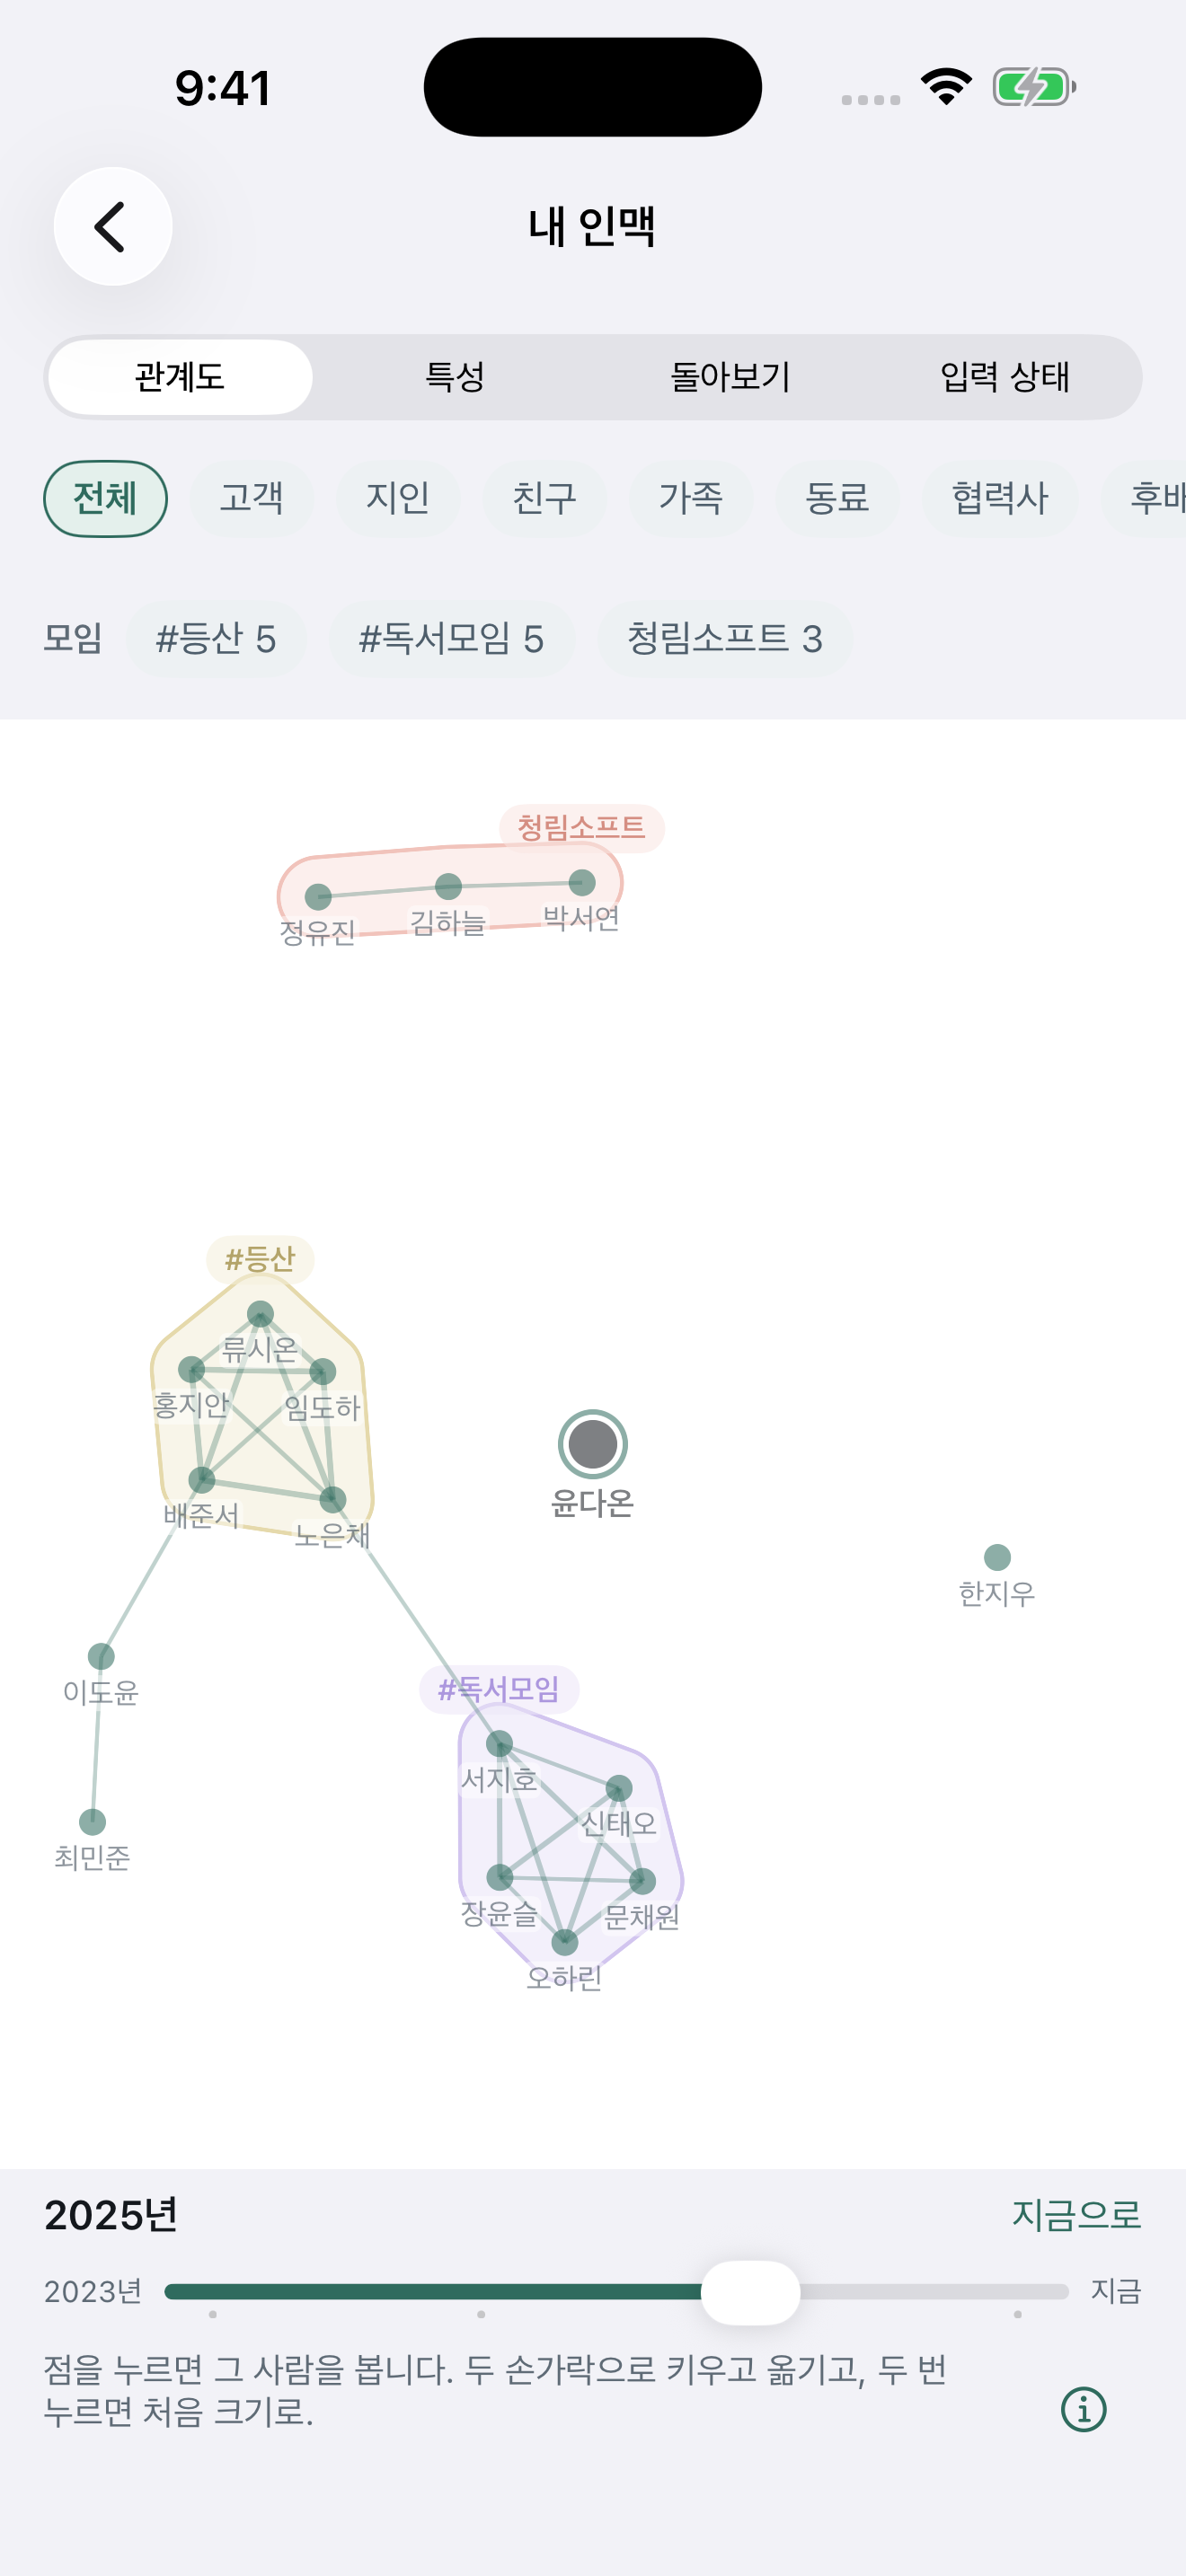 9:41
내 인맥
관계도 특성 돌아보기 입력 상태
전체 고객 지인 친구 가족 동료 협력사 후배
모임 #등산 5 #독서모임 5 청림소프트 3
청림소프트
정유진 김하늘 박서연
#등산
류시온
홍지안 임도하
배준서 노은채
윤다온
한지우
이도윤
#독서모임
서지호
신태오
최민준
장윤슬 문채원
오하린
2025년 지금으로
2023년 지금
점을 누르면 그 사람을 봅니다. 두 손가락으로 키우고 옮기고, 두 번
누르면 처음 크기로.